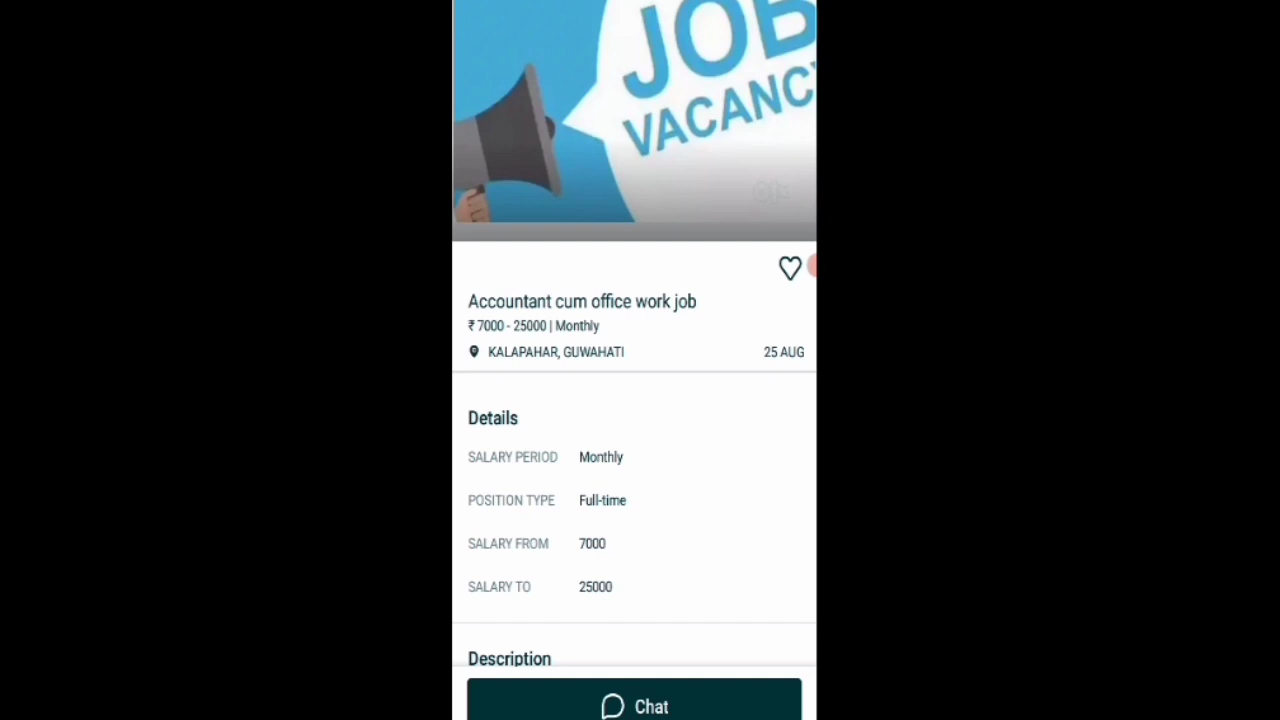 JOB
VACANCY
Accountant cum office work job
₹ 7000 - 25000 | Monthly
KALAPAHAR, GUWAHATI 25 AUG
Details
SALARY PERIOD Monthly
POSITION TYPE Full-time
SALARY FROM 7000
SALARY TO 25000
Description
Chat